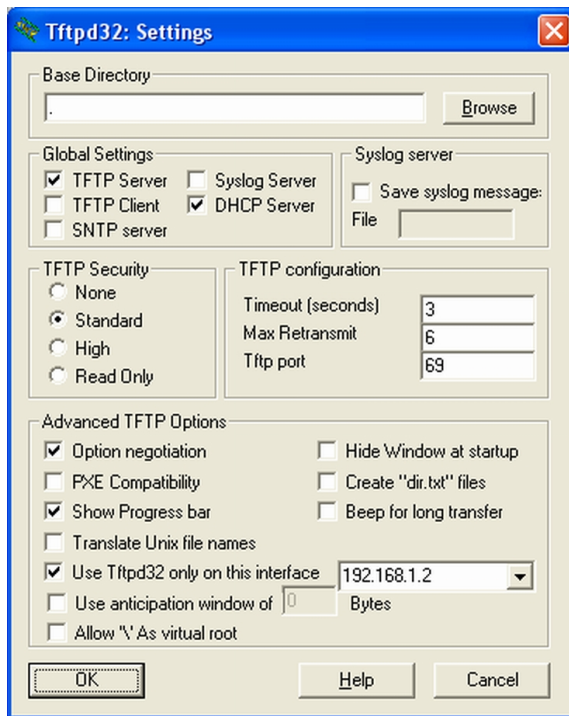 Tftpd32: Settings
Base Directory
.
Browse
Global Settings
TFTP Server
Syslog Server
TFTP Client
DHCP Server
SNTP server
Syslog server
Save syslog message:
File
TFTP Security
None
Standard
High
Read Only
TFTP configuration
Timeout (seconds) 3
Max Retransmit 6
Tftp port 69
Advanced TFTP Options
Option negotiation
Hide Window at startup
PXE Compatibility
Create "dir.txt" files
Show Progress bar
Beep for long transfer
Translate Unix file names
Use Tftpd32 only on this interface 192.168.1.2
Use anticipation window of 0 Bytes
Allow '\' As virtual root
OK
Help
Cancel